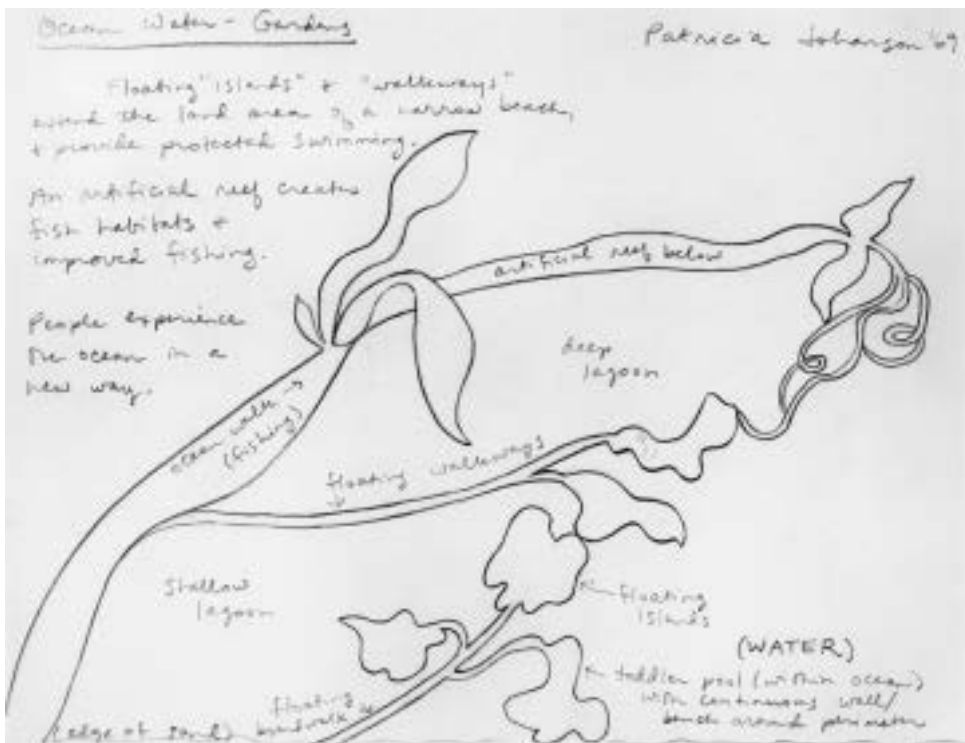 Ocean Water-Gardens
Patricia Johanson '69
Floating "islands" + "walkways"
extend the land area of a narrow beach,
+ provide protected swimming.
An artificial reef creates
fish habitats +
improved fishing.
People experience
the ocean in a
new way.
artificial reef below
deep
lagoon
ocean walk
(fishing)
floating walkways
shallow
lagoon
floating
islands
(WATER)
toddler pool (within ocean)
with continuous wall/
bench around perimeter
floating
boardwalk
(edge of sand)